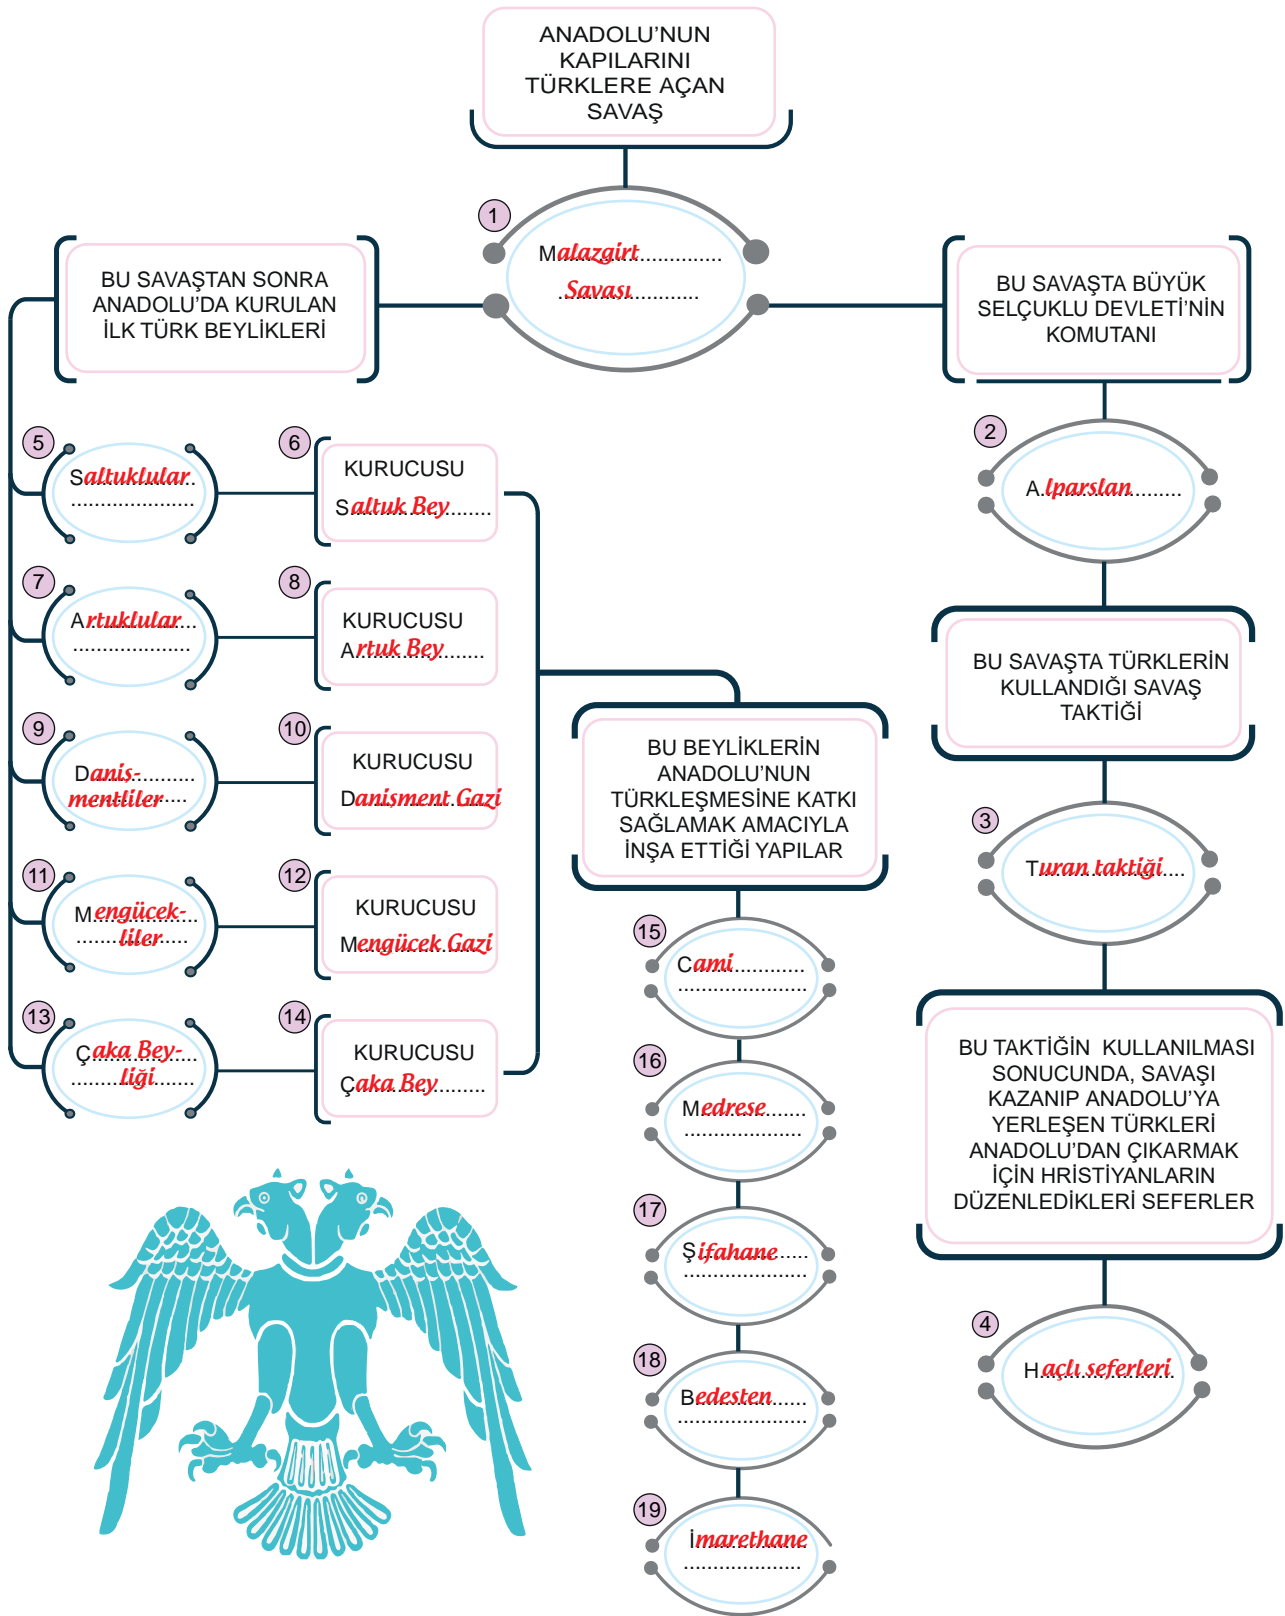 ANADOLU'NUN
KAPILARINI
TÜRKLERE AÇAN
SAVAŞ
1
Malazgirt....................
Savası....................
BU SAVAŞTAN SONRA
ANADOLU'DA KURULAN
İLK TÜRK BEYLİKLERİ
BU SAVAŞTA BÜYÜK
SELÇUKLU DEVLETİ'NİN
KOMUTANI
2
A.lparslan....................
BU SAVAŞTA TÜRKLERİN
KULLANDIĞI SAVAŞ
TAKTİĞİ
3
Turan taktiği....
BU TAKTİĞİN KULLANILMASI
SONUCUNDA, SAVAŞI
KAZANIP ANADOLU'YA
YERLEŞEN TÜRKLERİ
ANADOLU'DAN ÇIKARMAK
İÇİN HRİSTİYANLARIN
DÜZENLEDİKLERİ SEFERLER
4
Haçlı seferleri
5
Saltuklular
......................
6
KURUCUSU
Saltuk Bey........
7
Artuklular...
....................
8
KURUCUSU
Artuk Bey......
9
Daniş-............
mentliler....
10
KURUCUSU
Danisment Gazi
11
Mengücek-
liler....
12
KURUCUSU
Mengücek Gazi
13
Çaka Bey-
liği.......
14
KURUCUSU
Çaka Bey.........
BU BEYLİKLERİN
ANADOLU'NUN
TÜRKLEŞMESİNE KATKI
SAĞLAMAK AMACIYLA
İNŞA ETTİĞİ YAPILAR
15
Cami.............
.......................
16
Medrese.......
.....................
17
Şifahane......
......................
18
Bedesten......
.......................
19
İmarethane
.....................